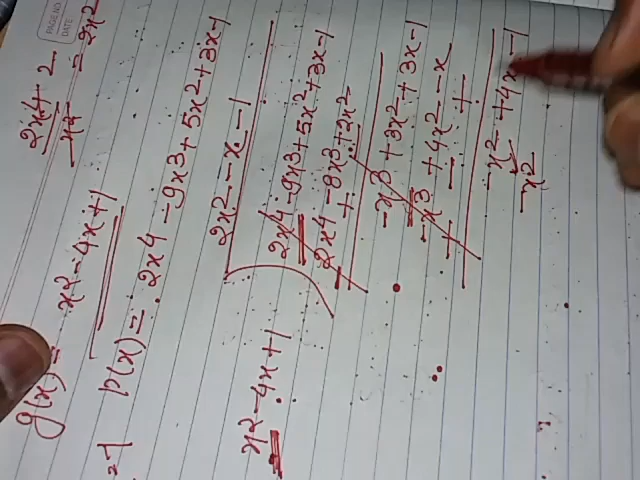 PAGE NO
DATE
g(x) = x2-4x+1
2x4
x2
= 2x2
p(x) = 2x4 -9x3+5x2+3x-1
2x2-x-1
x2-4x+1
2x4-9x3+5x2+3x-1
2x4-8x3+2x2
- + -
-x3+3x2+3x-1
-x3+4x2-x
+ - +
-x2+4x-1
-x2